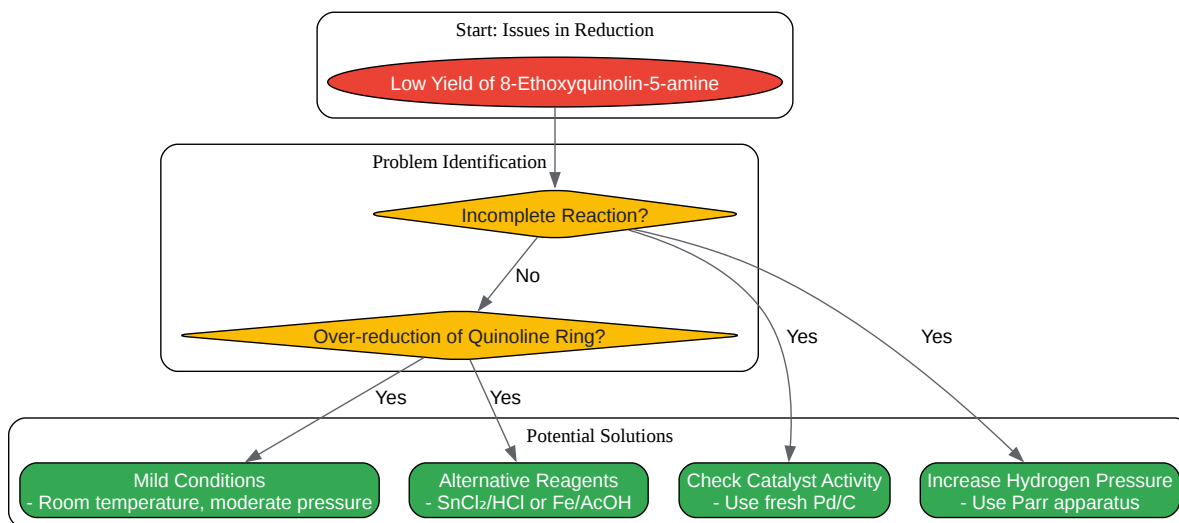 Start: Issues in Reduction
Low Yield of 8-Ethoxyquinolin-5-amine
Problem Identification
Incomplete Reaction?
No
Over-reduction of Quinoline Ring?
Yes
Yes
Yes
Yes
Potential Solutions
Mild Conditions
- Room temperature, moderate pressure
Alternative Reagents
- SnCl₂/HCl or Fe/AcOH
Check Catalyst Activity
- Use fresh Pd/C
Increase Hydrogen Pressure
- Use Parr apparatus